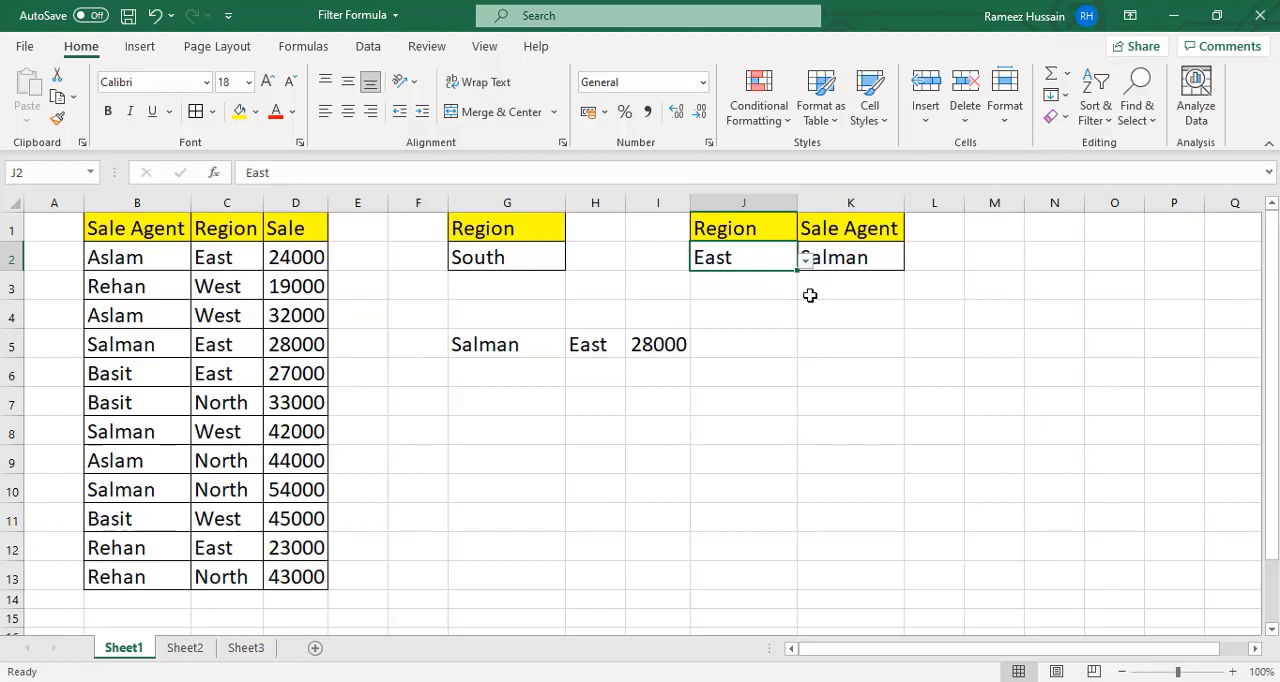 AutoSave Off Filter Formula Search Rameez Hussain RH
File Home Insert Page Layout Formulas Data Review View Help Share Comments
Paste Calibri 18 A A Wrap Text General Conditional Formatting Format as Table Cell Styles Insert Delete Format Sort & Filter Find & Select Analyze Data
B I U A Merge & Center % 9
Clipboard Font Alignment Number Styles Cells Editing Analysis
J2 fx East
A B C D E F G H I J K L M N O P Q
1 Sale Agent Region Sale Region Region Sale Agent
2 Aslam East 24000 South East Salman
3 Rehan West 19000
4 Aslam West 32000
5 Salman East 28000 Salman East 28000
6 Basit East 27000
7 Basit North 33000
8 Salman West 42000
9 Aslam North 44000
10 Salman North 54000
11 Basit West 45000
12 Rehan East 23000
13 Rehan North 43000
14
15
Sheet1 Sheet2 Sheet3
Ready 100%